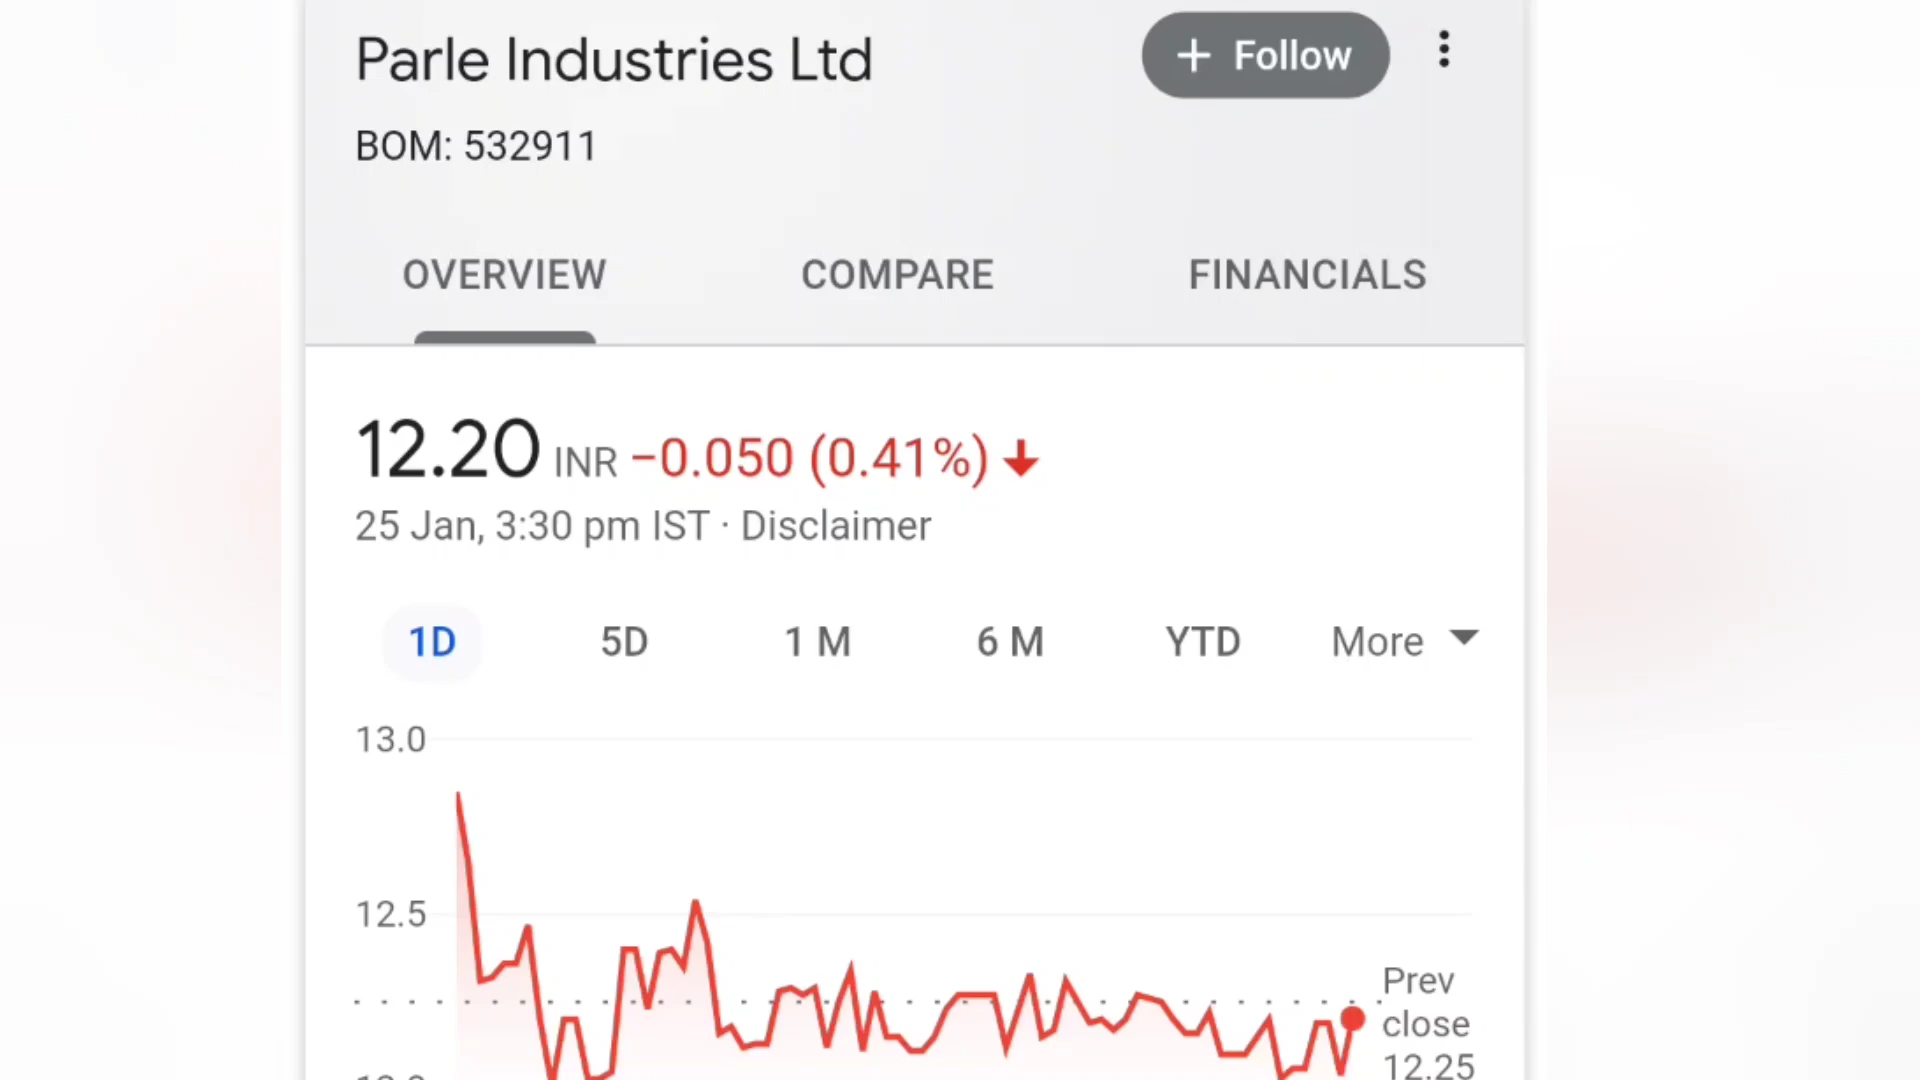 Parle Industries Ltd
+ Follow
BOM: 532911
OVERVIEW COMPARE FINANCIALS
12.20 INR −0.050 (0.41%)
25 Jan, 3:30 pm IST · Disclaimer
1D 5D 1 M 6 M YTD More
13.0
12.5
Prev
close
12.25